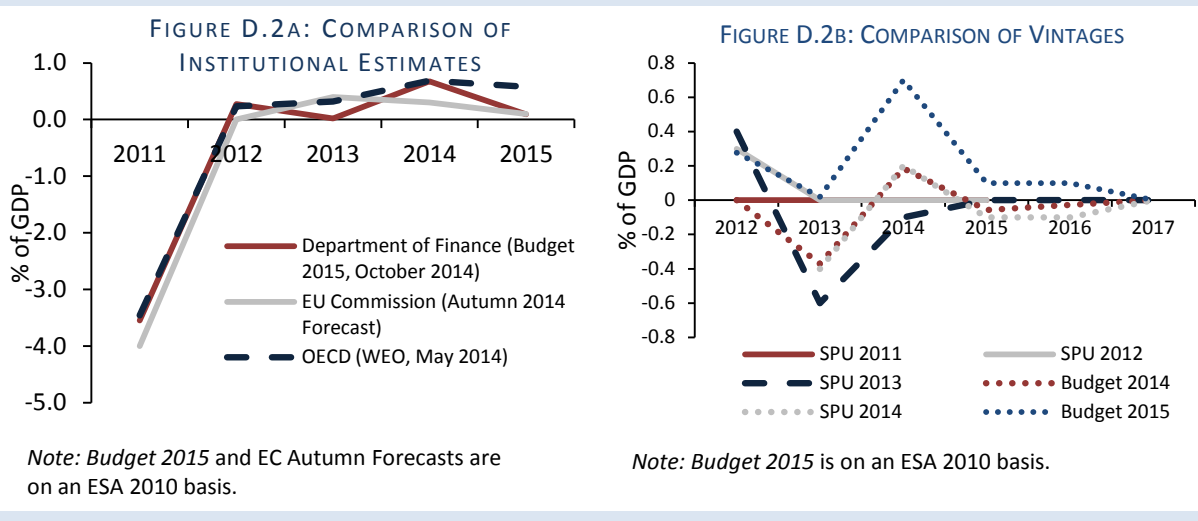 FIGURE D.2A: COMPARISON OF
INSTITUTIONAL ESTIMATES
1.0
0.0
-1.0
-2.0
-3.0
-4.0
-5.0
% of GDP
2011 2012 2013 2014 2015
Department of Finance (Budget
2015, October 2014)
EU Commission (Autumn 2014
Forecast)
OECD (WEO, May 2014)
Note: Budget 2015 and EC Autumn Forecasts are
on an ESA 2010 basis.
FIGURE D.2B: COMPARISON OF VINTAGES
0.8
0.6
0.4
0.2
0
-0.2
-0.4
-0.6
-0.8
% of GDP
2012 2013 2014 2015 2016 2017
SPU 2011 SPU 2012
SPU 2013 Budget 2014
SPU 2014 Budget 2015
Note: Budget 2015 is on an ESA 2010 basis.